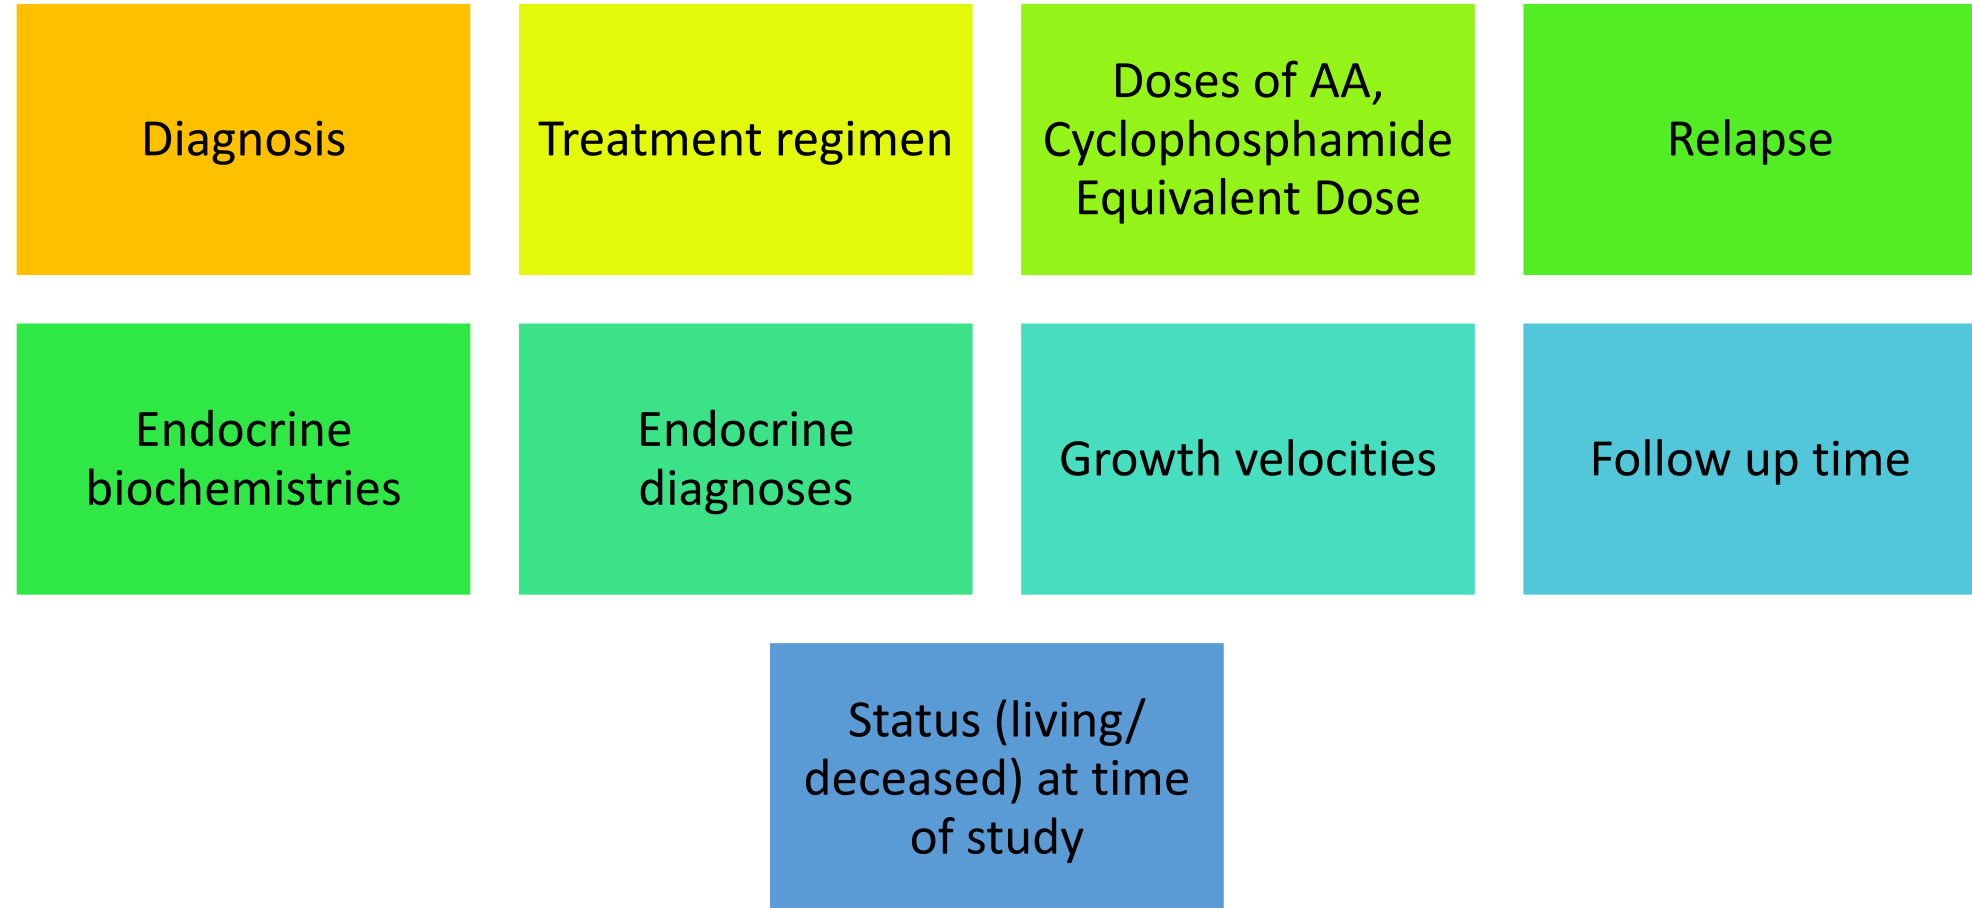 Diagnosis
Treatment regimen
Doses of AA,
Cyclophosphamide
Equivalent Dose
Relapse
Endocrine
biochemistries
Endocrine
diagnoses
Growth velocities
Follow up time
Status (living/
deceased) at time
of study